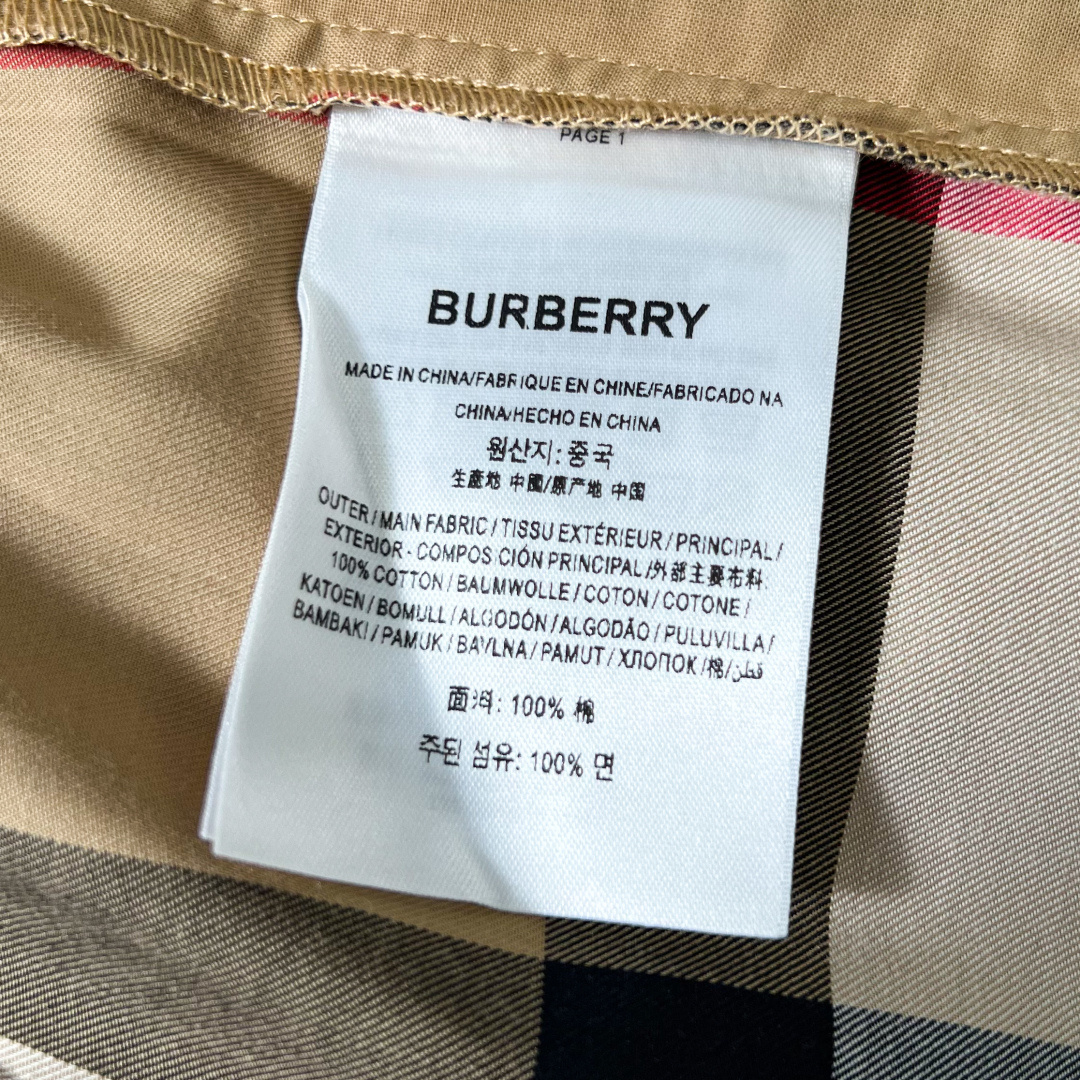 PAGE 1
BURBERRY
MADE IN CHINA/FABRIQUE EN CHINE/FABRICADO NA
CHINA/HECHO EN CHINA
원산지: 중국
生産地 中國/原产地 中国
OUTER / MAIN FABRIC / TISSU EXTÉRIEUR / PRINCIPAL /
EXTERIOR - COMPOSICIÓN PRINCIPAL /外部主要布料
100% COTTON / BAUMWOLLE / COTON / COTONE /
KATOEN / BOMULL / ALGODÓN / ALGODÃO / PULUVILLA /
BAMBAKI / PAMUK / BAVLNA / PAMUT / ХЛОПОК /棉/قطن
面料: 100% 棉
주된 섬유: 100% 면